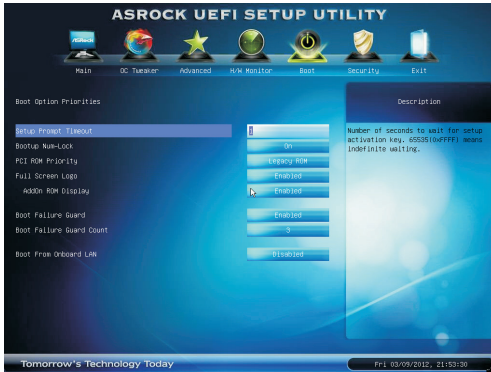 ASROCK UEFI SETUP UTILITY
ASRock
Main OC Tweaker Advanced H/W Monitor Boot Security Exit
Boot Option Priorities
Description
Setup Prompt Timeout
Number of seconds to wait for setup
activation key. 65535(0xFFFF) means
indefinite waiting.
Bootup Num-Lock On
PCI ROM Priority Legacy ROM
Full Screen Logo Enabled
AddOn ROM Display Enabled
Boot Failure Guard Enabled
Boot Failure Guard Count 3
Boot From Onboard LAN Disabled
Tomorrow's Technology Today Fri 03/09/2012, 21:53:30